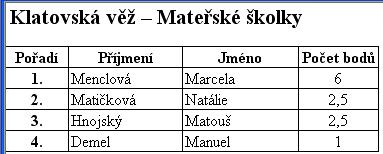 Klatovská věž – Mateřské školky
Pořadí Příjmení Jméno Počet bodů
1. Menclová Marcela 6
2. Matičková Natálie 2,5
3. Hnojský Matouš 2,5
4. Demel Manuel 1